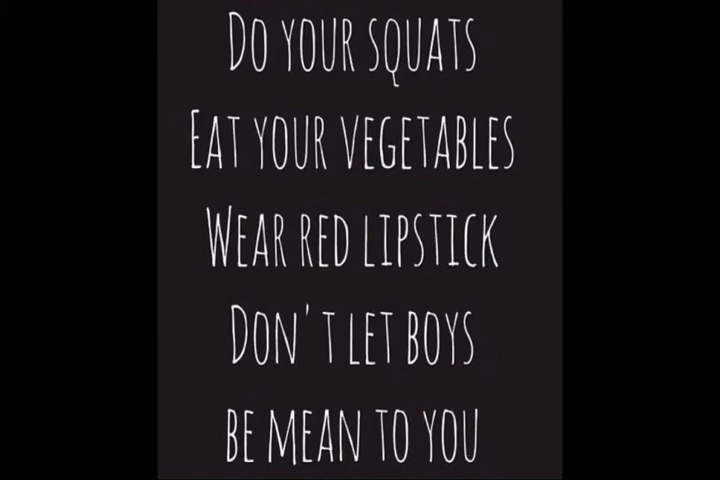 Do your squats
Eat your vegetables
Wear red lipstick
Don't let boys
be mean to you